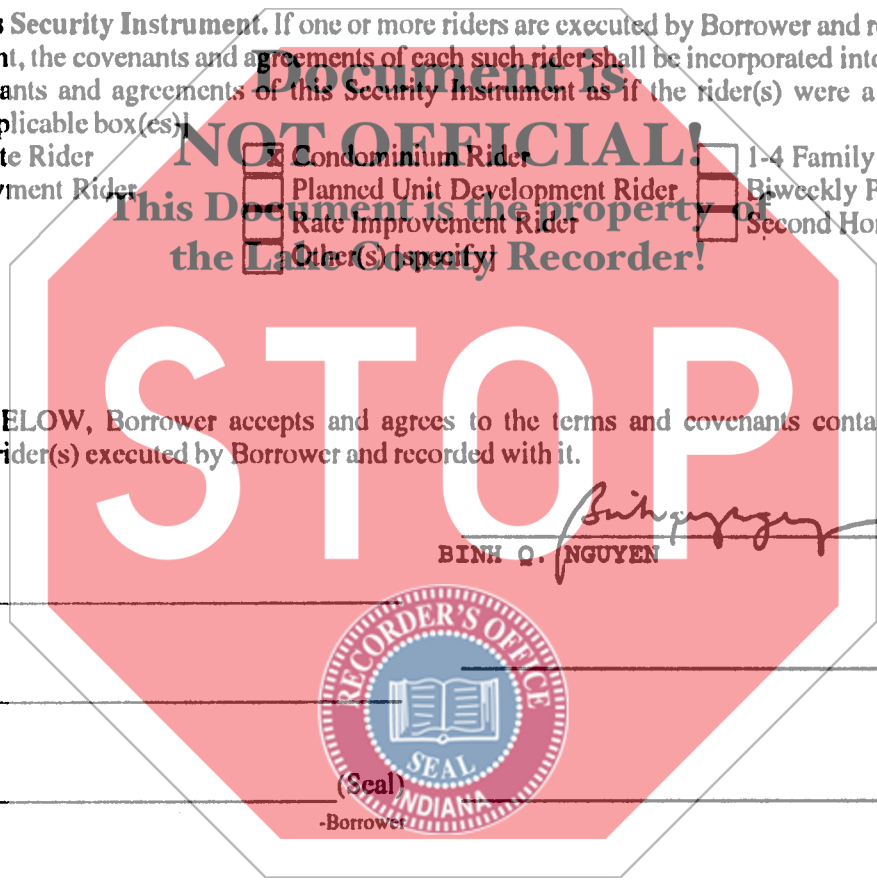 s Security Instrument. If one or more riders are executed by Borrower and r
nt, the covenants and agreements of each such rider shall be incorporated into
ants and agreements of this Security Instrument as if the rider(s) were a
plicable box(es)]
te Rider x Condominium Rider 1-4 Family
ment Rider Planned Unit Development Rider Biweekly P
Rate Improvement Rider Second Ho
Other(s) [specify]
Document is
NOT OFFICIAL!
This Document is the property of
the Lake County Recorder!
STOP
ELOW, Borrower accepts and agrees to the terms and covenants conta
ider(s) executed by Borrower and recorded with it.
BINH Q. NGUYEN
RECORDER'S OFFICE
SEAL
INDIANA
(Seal)
-Borrower